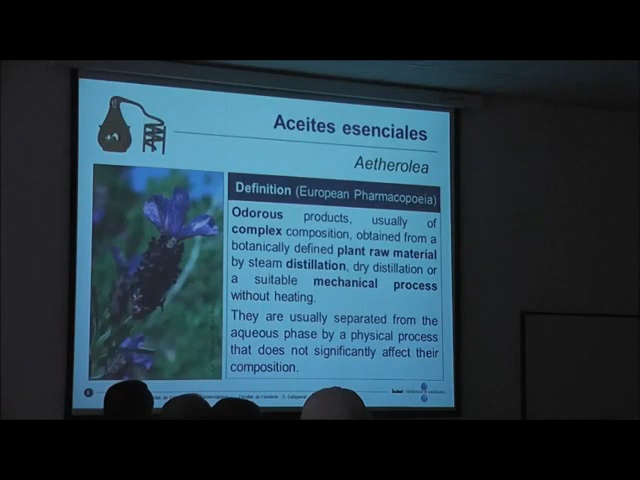 Aceites esenciales
Aetherolea
Definition (European Pharmacopoeia)
Odorous products, usually of
complex composition, obtained from a
botanically defined plant raw material
by steam distillation, dry distillation or
a suitable mechanical process
without heating.
They are usually separated from the
aqueous phase by a physical process
that does not significantly affect their
composition.